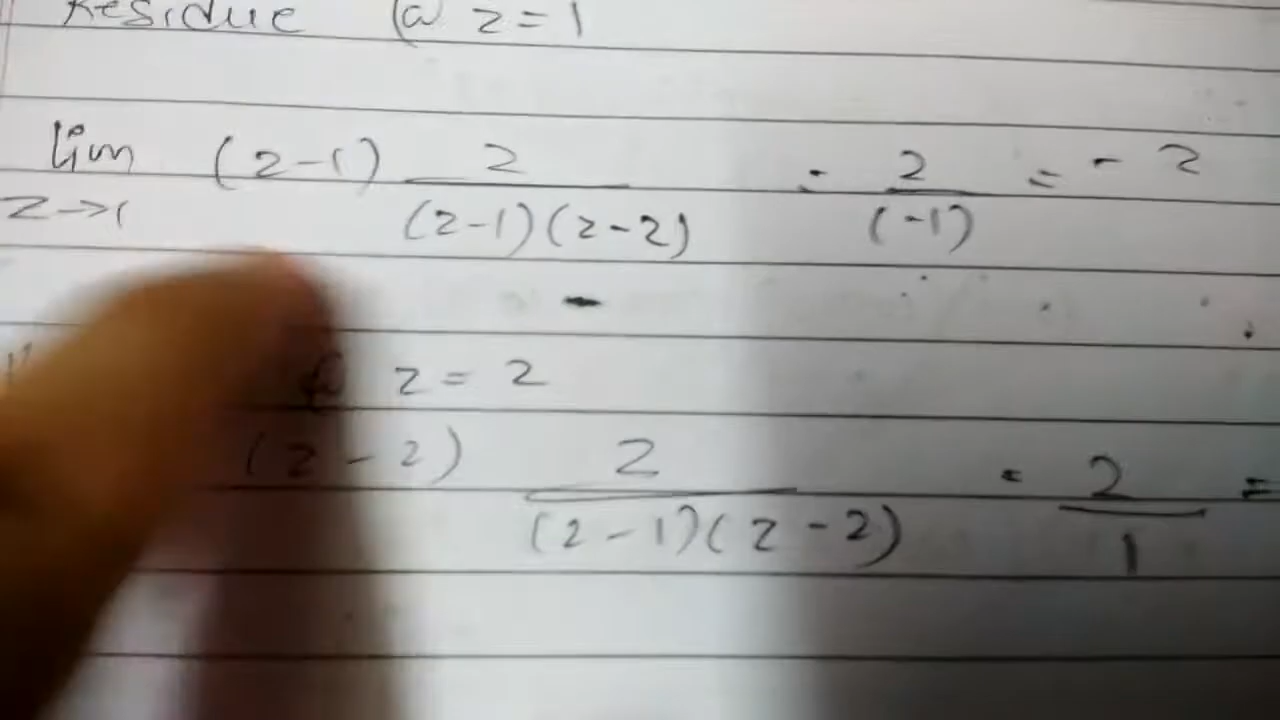 Residue @ z = 1
lim z→1 (z-1) 2/((z-1)(z-2)) = 2/(-1) = -2
@ z = 2
(z-2) 2/((z-1)(z-2)) = 2/1 =